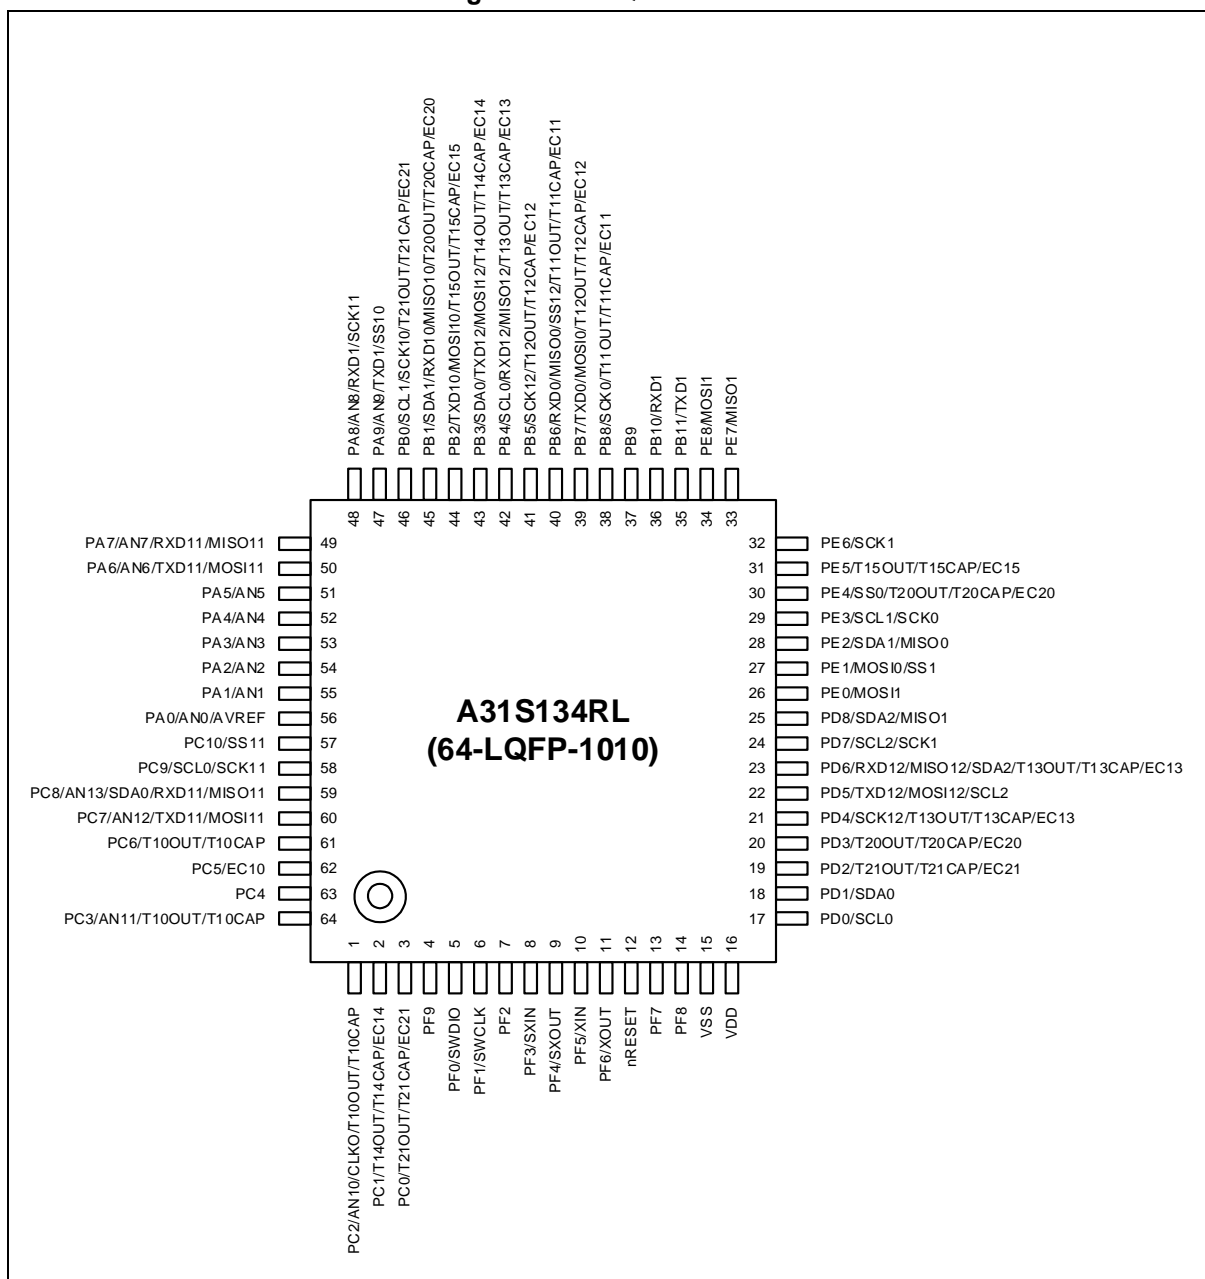 PA8/AN8/RXD1/SCK11
PA9/AN9/TXD1/SS10
PB0/SCL1/SCK10/T21OUT/T21CAP/EC21
PB1/SDA1/RXD10/MISO10/T20OUT/T20CAP/EC20
PB2/TXD10/MOSI10/T15OUT/T15CAP/EC15
PB3/SDA0/TXD12/MOSI12/T14OUT/T14CAP/EC14
PB4/SCL0/RXD12/MISO12/T13OUT/T13CAP/EC13
PB5/SCK12/T12OUT/T12CAP/EC12
PB6/RXD0/MISO0/SS12/T11OUT/T11CAP/EC11
PB7/TXD0/MOSI0/T12OUT/T12CAP/EC12
PB8/SCK0/T11OUT/T11CAP/EC11
PB9
PB10/RXD1
PB11/TXD1
PE8/MOSI1
PE7/MISO1
48 47 46 45 44 43 42 41 40 39 38 37 36 35 34 33
PA7/AN7/RXD11/MISO11 49
PA6/AN6/TXD11/MOSI11 50
PA5/AN5 51
PA4/AN4 52
PA3/AN3 53
PA2/AN2 54
PA1/AN1 55
PA0/AN0/AVREF 56
PC10/SS11 57
PC9/SCL0/SCK11 58
PC8/AN13/SDA0/RXD11/MISO11 59
PC7/AN12/TXD11/MOSI11 60
PC6/T10OUT/T10CAP 61
PC5/EC10 62
PC4 63
PC3/AN11/T10OUT/T10CAP 64
A31S134RL
(64-LQFP-1010)
32 PE6/SCK1
31 PE5/T15OUT/T15CAP/EC15
30 PE4/SS0/T20OUT/T20CAP/EC20
29 PE3/SCL1/SCK0
28 PE2/SDA1/MISO0
27 PE1/MOSI0/SS1
26 PE0/MOSI1
25 PD8/SDA2/MISO1
24 PD7/SCL2/SCK1
23 PD6/RXD12/MISO12/SDA2/T13OUT/T13CAP/EC13
22 PD5/TXD12/MOSI12/SCL2
21 PD4/SCK12/T13OUT/T13CAP/EC13
20 PD3/T20OUT/T20CAP/EC20
19 PD2/T21OUT/T21CAP/EC21
18 PD1/SDA0
17 PD0/SCL0
1 2 3 4 5 6 7 8 9 10 11 12 13 14 15 16
PC2/AN10/CLKO/T10OUT/T10CAP
PC1/T14OUT/T14CAP/EC14
PC0/T21OUT/T21CAP/EC21
PF9
PF0/SWDIO
PF1/SWCLK
PF2
PF3/SXIN
PF4/SXOUT
PF5/XIN
PF6/XOUT
nRESET
PF7
PF8
VSS
VDD